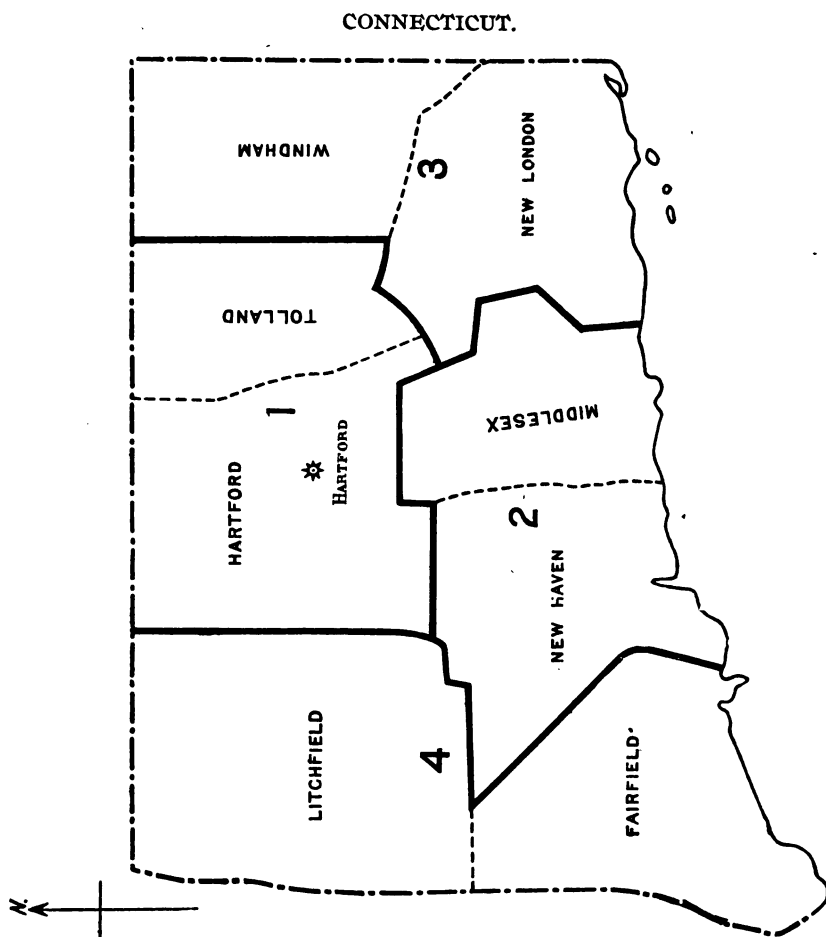 CONNECTICUT.
WINDHAM
3
NEW LONDON
TOLLAND
1
HARTFORD
HARTFORD
MIDDLESEX
2
NEW HAVEN
LITCHFIELD
4
FAIRFIELD
N.